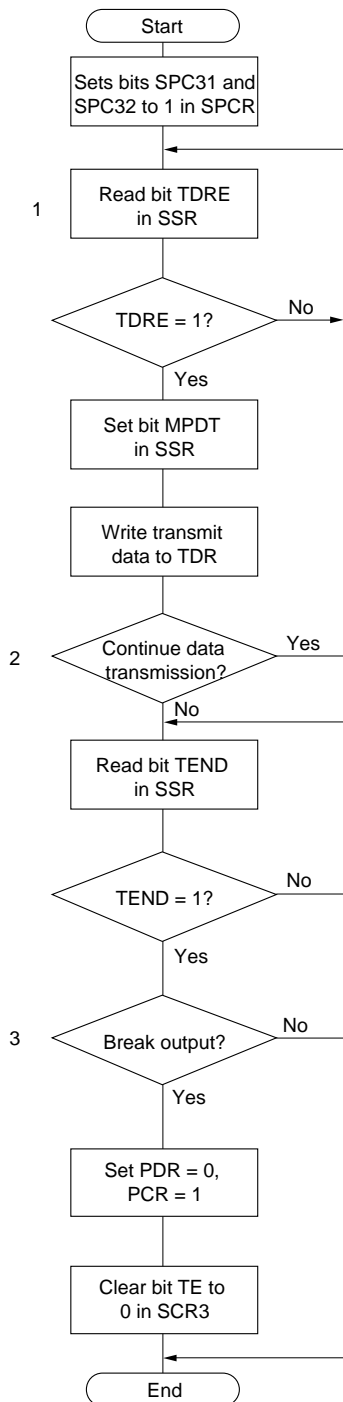 Start
Sets bits SPC31 and
SPC32 to 1 in SPCR
1
Read bit TDRE
in SSR
TDRE = 1?
No
Yes
Set bit MPDT
in SSR
Write transmit
data to TDR
2
Continue data
transmission?
Yes
No
Read bit TEND
in SSR
TEND = 1?
No
Yes
3
Break output?
No
Yes
Set PDR = 0,
PCR = 1
Clear bit TE to
0 in SCR3
End